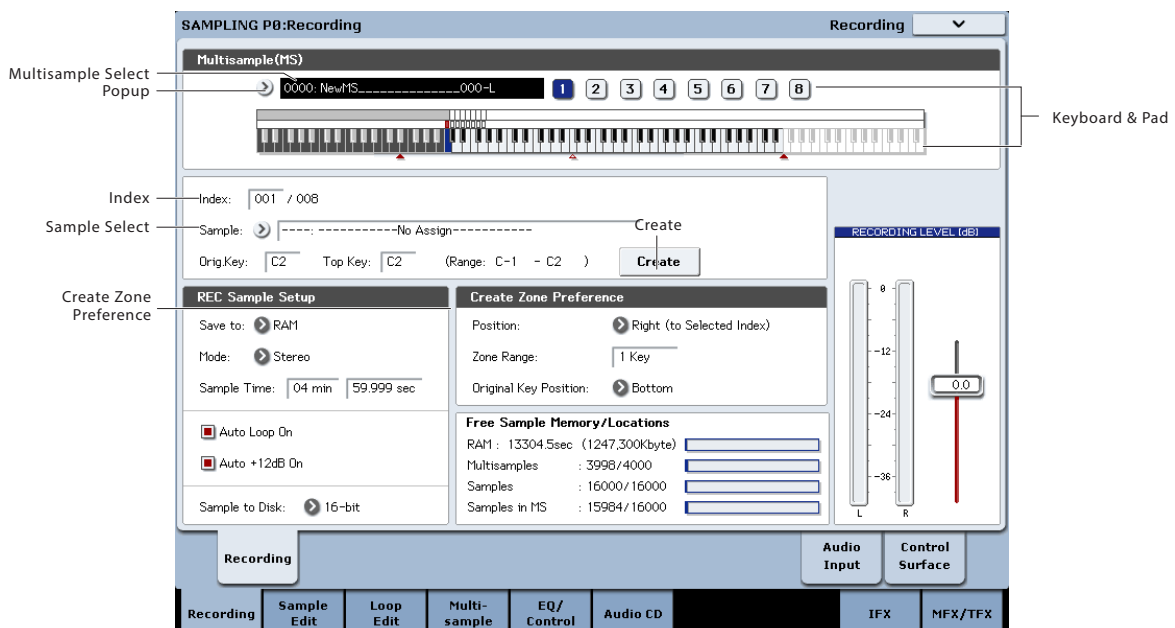 SAMPLING P0:Recording
Recording
Multisample(MS)
Multisample Select
Popup
0000: NewMS______________000-L
1 2 3 4 5 6 7 8
Keyboard & Pad
Index
Index: 001 / 008
Sample Select
Sample: ----: ------------No Assign------------
Create
Orig.Key: C2 Top Key: C2 (Range: C-1 - C2 )
Create
RECORDING LEVEL [dB]
Create Zone
Preference
REC Sample Setup
Save to: RAM
Mode: Stereo
Sample Time: 04 min 59.999 sec
Auto Loop On
Auto +12dB On
Sample to Disk: 16-bit
Create Zone Preference
Position: Right (to Selected Index)
Zone Range: 1 Key
Original Key Position: Bottom
Free Sample Memory/Locations
RAM : 13304.5sec (1247,300Kbyte)
Multisamples : 3998/4000
Samples : 16000/16000
Samples in MS : 15984/16000
0
-12
-24
-36
L R
0.0
Recording
Audio
Input
Control
Surface
Recording
Sample
Edit
Loop
Edit
Multi-
sample
EQ/
Control
Audio CD
IFX
MFX/TFX